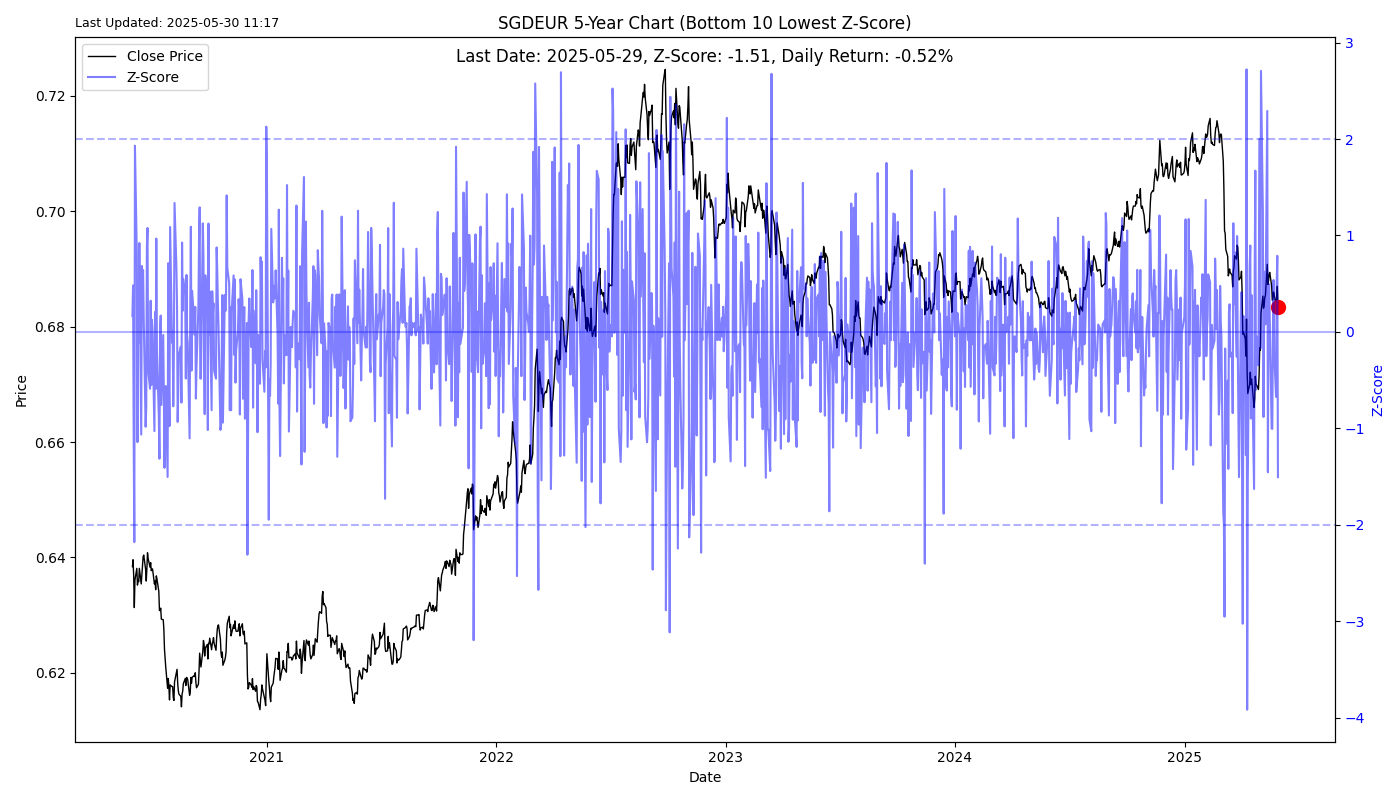 Last Updated: 2025-05-30 11:17
SGDEUR 5-Year Chart (Bottom 10 Lowest Z-Score)
Last Date: 2025-05-29, Z-Score: -1.51, Daily Return: -0.52%
Close Price
Z-Score
Price
0.72
0.70
0.68
0.66
0.64
0.62
3
2
1
0
−1
−2
−3
−4
Z-Score
2021
2022
2023
2024
2025
Date